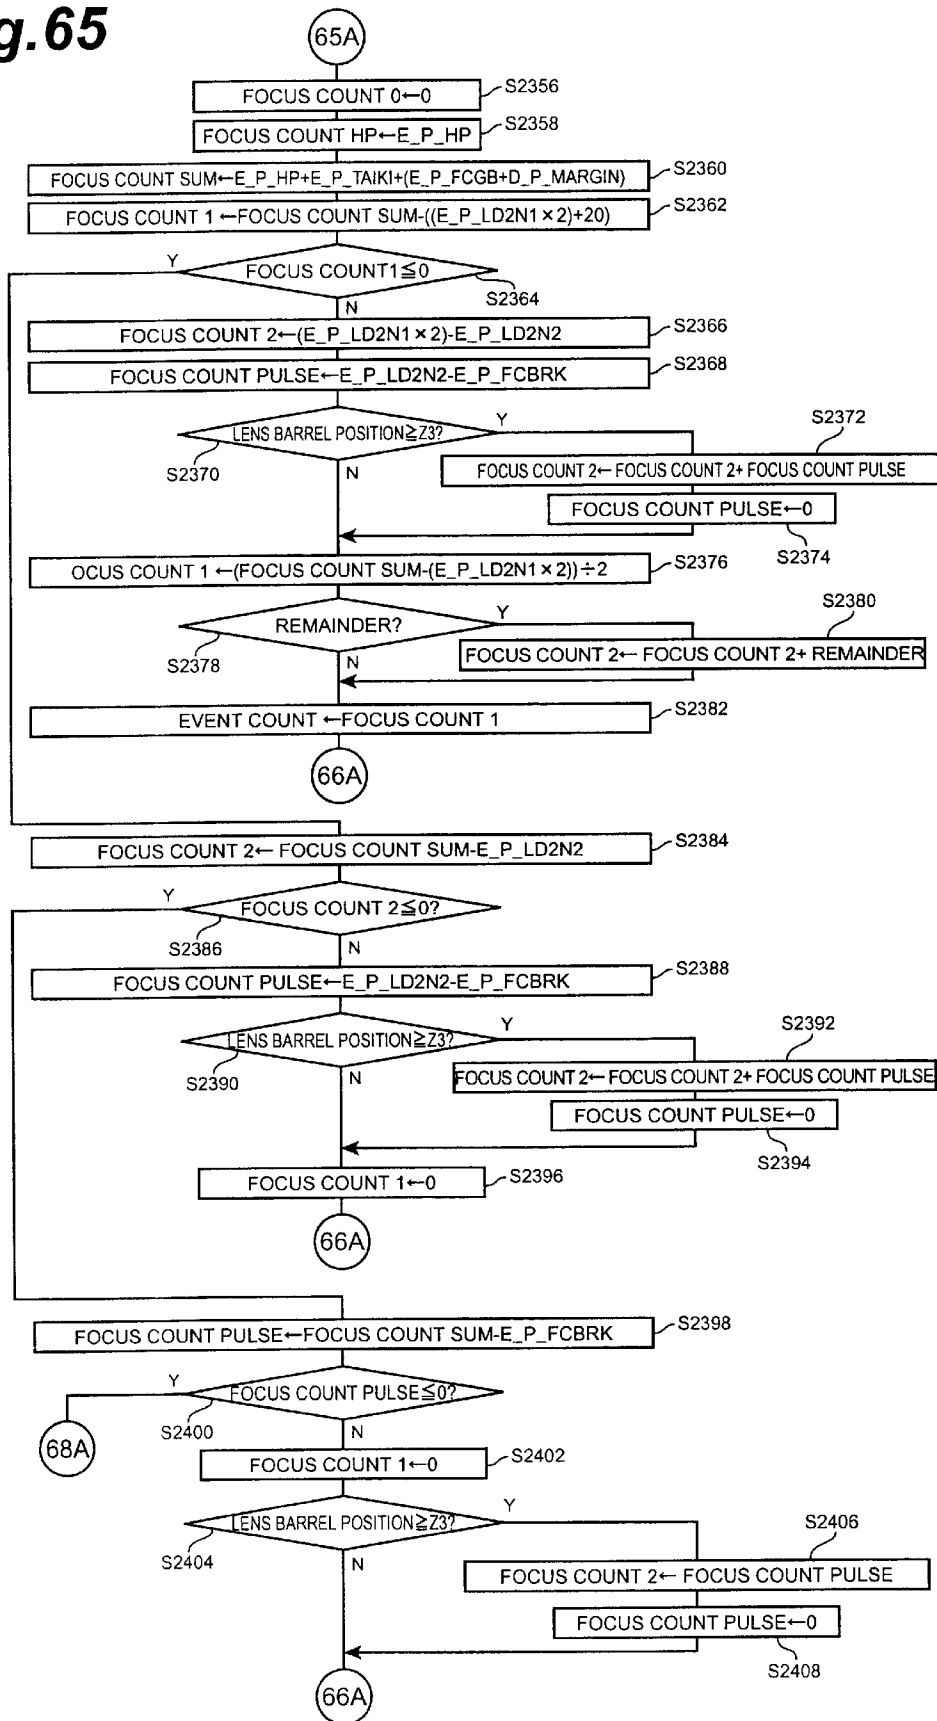 g.65
65A
FOCUS COUNT 0←0
S2356
FOCUS COUNT HP←E_P_HP
S2358
FOCUS COUNT SUM←E_P_HP+E_P_TAIKI+(E_P_FCGB+D_P_MARGIN)
S2360
FOCUS COUNT 1 ←FOCUS COUNT SUM-((E_P_LD2N1×2)+20)
S2362
Y
FOCUS COUNT1≦0
S2364
N
FOCUS COUNT 2←(E_P_LD2N1×2)-E_P_LD2N2
S2366
FOCUS COUNT PULSE←E_P_LD2N2-E_P_FCBRK
S2368
LENS BARREL POSITION≧Z3?
Y
S2370
N
S2372
FOCUS COUNT 2← FOCUS COUNT 2+ FOCUS COUNT PULSE
FOCUS COUNT PULSE←0
S2374
OCUS COUNT 1 ←(FOCUS COUNT SUM-(E_P_LD2N1×2))÷2
S2376
REMAINDER?
Y
S2378
N
S2380
FOCUS COUNT 2← FOCUS COUNT 2+ REMAINDER
EVENT COUNT ←FOCUS COUNT 1
S2382
66A
FOCUS COUNT 2← FOCUS COUNT SUM-E_P_LD2N2
S2384
Y
FOCUS COUNT 2≦0?
S2386
N
FOCUS COUNT PULSE←E_P_LD2N2-E_P_FCBRK
S2388
LENS BARREL POSITION≧Z3?
Y
S2390
N
S2392
FOCUS COUNT 2← FOCUS COUNT 2+ FOCUS COUNT PULSE
FOCUS COUNT PULSE←0
S2394
FOCUS COUNT 1←0
S2396
66A
FOCUS COUNT PULSE←FOCUS COUNT SUM-E_P_FCBRK
S2398
Y
FOCUS COUNT PULSE≦0?
S2400
N
68A
FOCUS COUNT 1←0
S2402
LENS BARREL POSITION≧Z3?
Y
S2404
N
S2406
FOCUS COUNT 2← FOCUS COUNT PULSE
FOCUS COUNT PULSE←0
S2408
66A